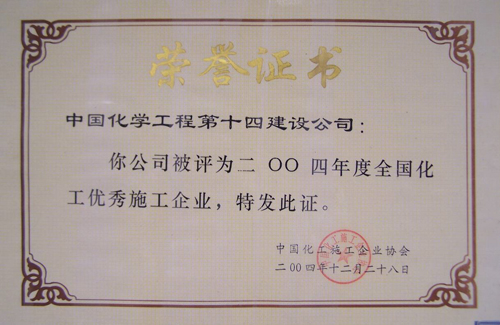 荣誉证书
中国化学工程第十四建设公司：
你公司被评为二OO四年度全国化
工优秀施工企业，特发此证。
中国化工施工企业协会
二OO四年十二月二十八日